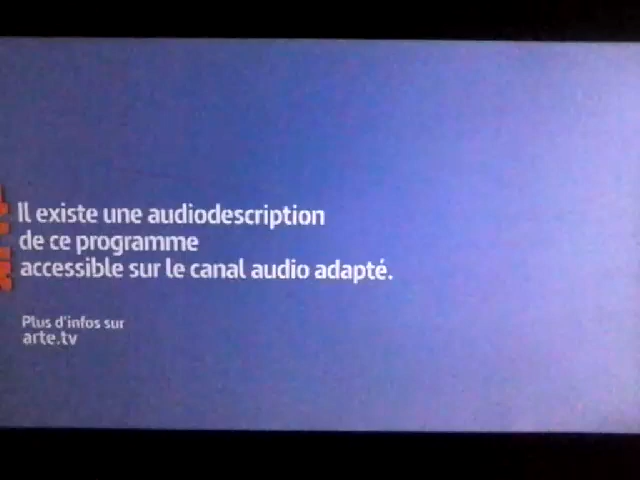 Il existe une audiodescription
de ce programme
accessible sur le canal audio adapté.
Plus d'infos sur
arte.tv